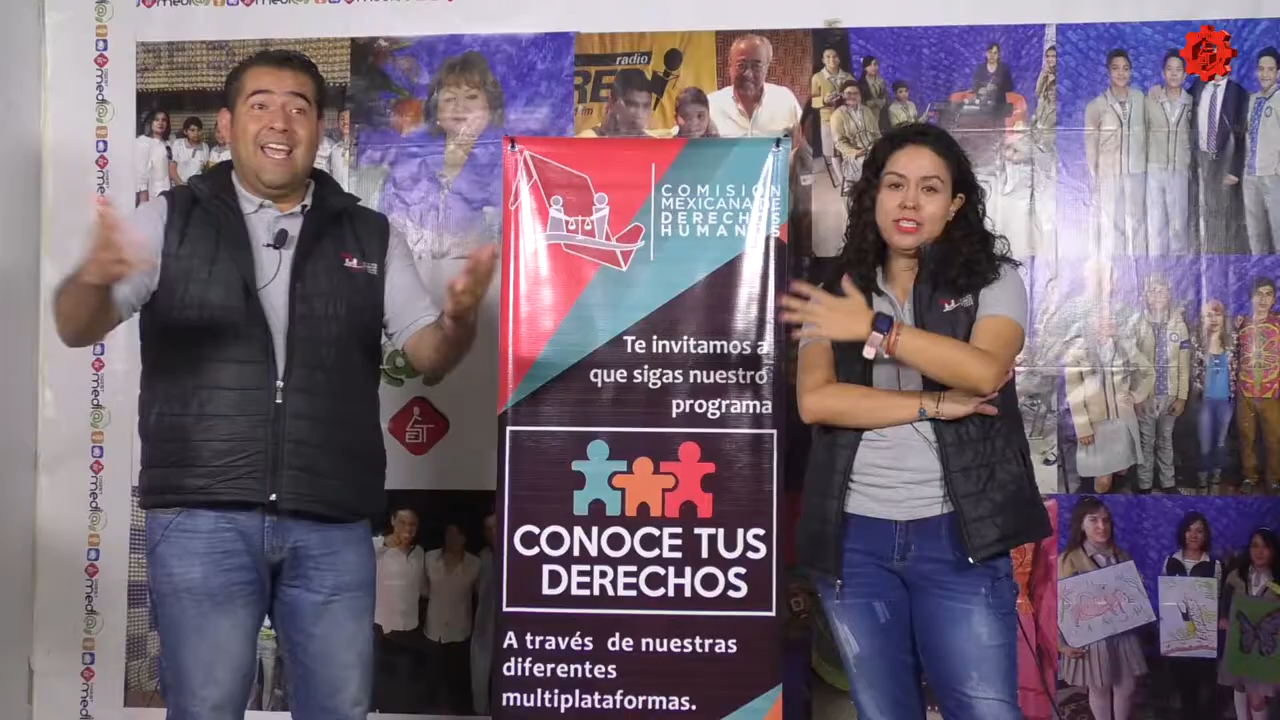 radio
COMISIÓN
MEXICANA DE
DERECHOS
HUMANOS
Te invitamos a
que sigas nuestro
programa
CONOCE TUS
DERECHOS
A través de nuestras
diferentes
multiplataformas.